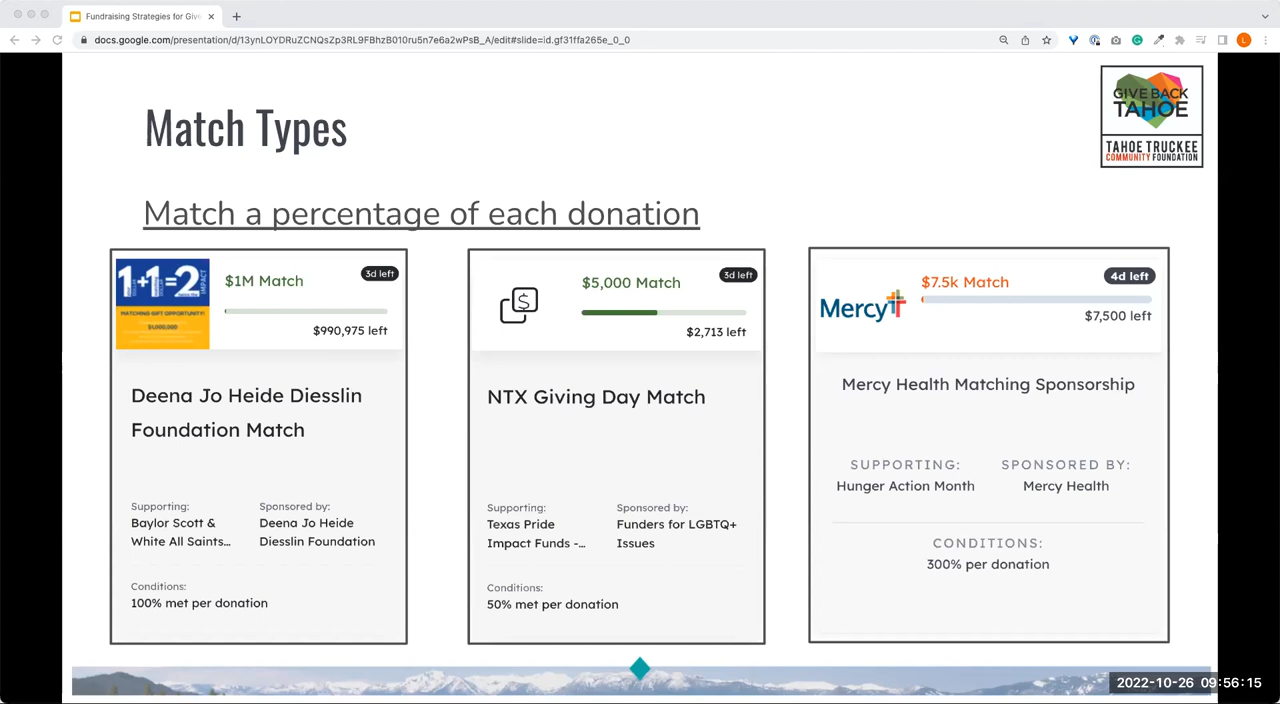 Fundraising Strategies for Give
docs.google.com/presentation/d/13ynLOYDRuZCNQsZp3RL9FBhzB010ru5n7e6a2wPsB_A/edit#slide=id.gf31ffa265e_0_0
L
GIVE BACK
TAHOE
TAHOE TRUCKEE
COMMUNITY FOUNDATION
Match Types
Match a percentage of each donation
1+1=2
IMPACT
MATCHING GIFT OPPORTUNITY!
$1,000,000
$1M Match
3d left
$990,975 left
Deena Jo Heide Diesslin
Foundation Match
Supporting:
Baylor Scott &
White All Saints...
Sponsored by:
Deena Jo Heide
Diesslin Foundation
Conditions:
100% met per donation
$
$5,000 Match
3d left
$2,713 left
NTX Giving Day Match
Supporting:
Texas Pride
Impact Funds -...
Sponsored by:
Funders for LGBTQ+
Issues
Conditions:
50% met per donation
Mercy
$7.5k Match
4d left
$7,500 left
Mercy Health Matching Sponsorship
SUPPORTING:
Hunger Action Month
SPONSORED BY:
Mercy Health
CONDITIONS:
300% per donation
2022-10-26 09:56:15